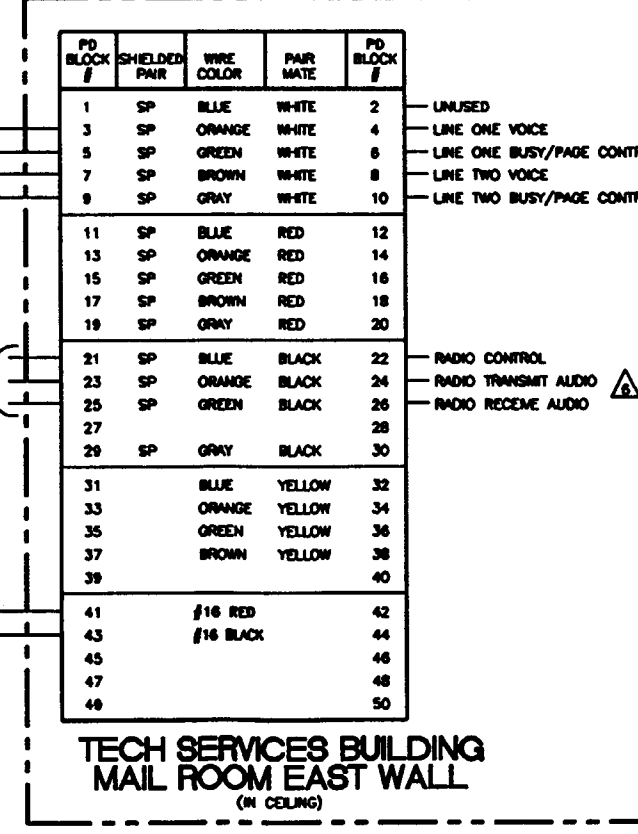 PD BLOCK # SHIELDED PAIR WIRE COLOR PAIR MATE PD BLOCK #
1 SP BLUE WHITE 2 UNUSED
3 SP ORANGE WHITE 4 LINE ONE VOICE
5 SP GREEN WHITE 6 LINE ONE BUSY/PAGE CONTR
7 SP BROWN WHITE 8 LINE TWO VOICE
9 SP GRAY WHITE 10 LINE TWO BUSY/PAGE CONTR
11 SP BLUE RED 12
13 SP ORANGE RED 14
15 SP GREEN RED 16
17 SP BROWN RED 18
19 SP GRAY RED 20
21 SP BLUE BLACK 22 RADIO CONTROL
23 SP ORANGE BLACK 24 RADIO TRANSMIT AUDIO 6
25 SP GREEN BLACK 26 RADIO RECEIVE AUDIO
27 28
29 SP GRAY BLACK 30
31 BLUE YELLOW 32
33 ORANGE YELLOW 34
35 GREEN YELLOW 36
37 BROWN YELLOW 38
39 40
41 #16 RED 42
43 #16 BLACK 44
45 46
47 48
49 50
TECH SERVICES BUILDING
MAIL ROOM EAST WALL
(IN CEILING)